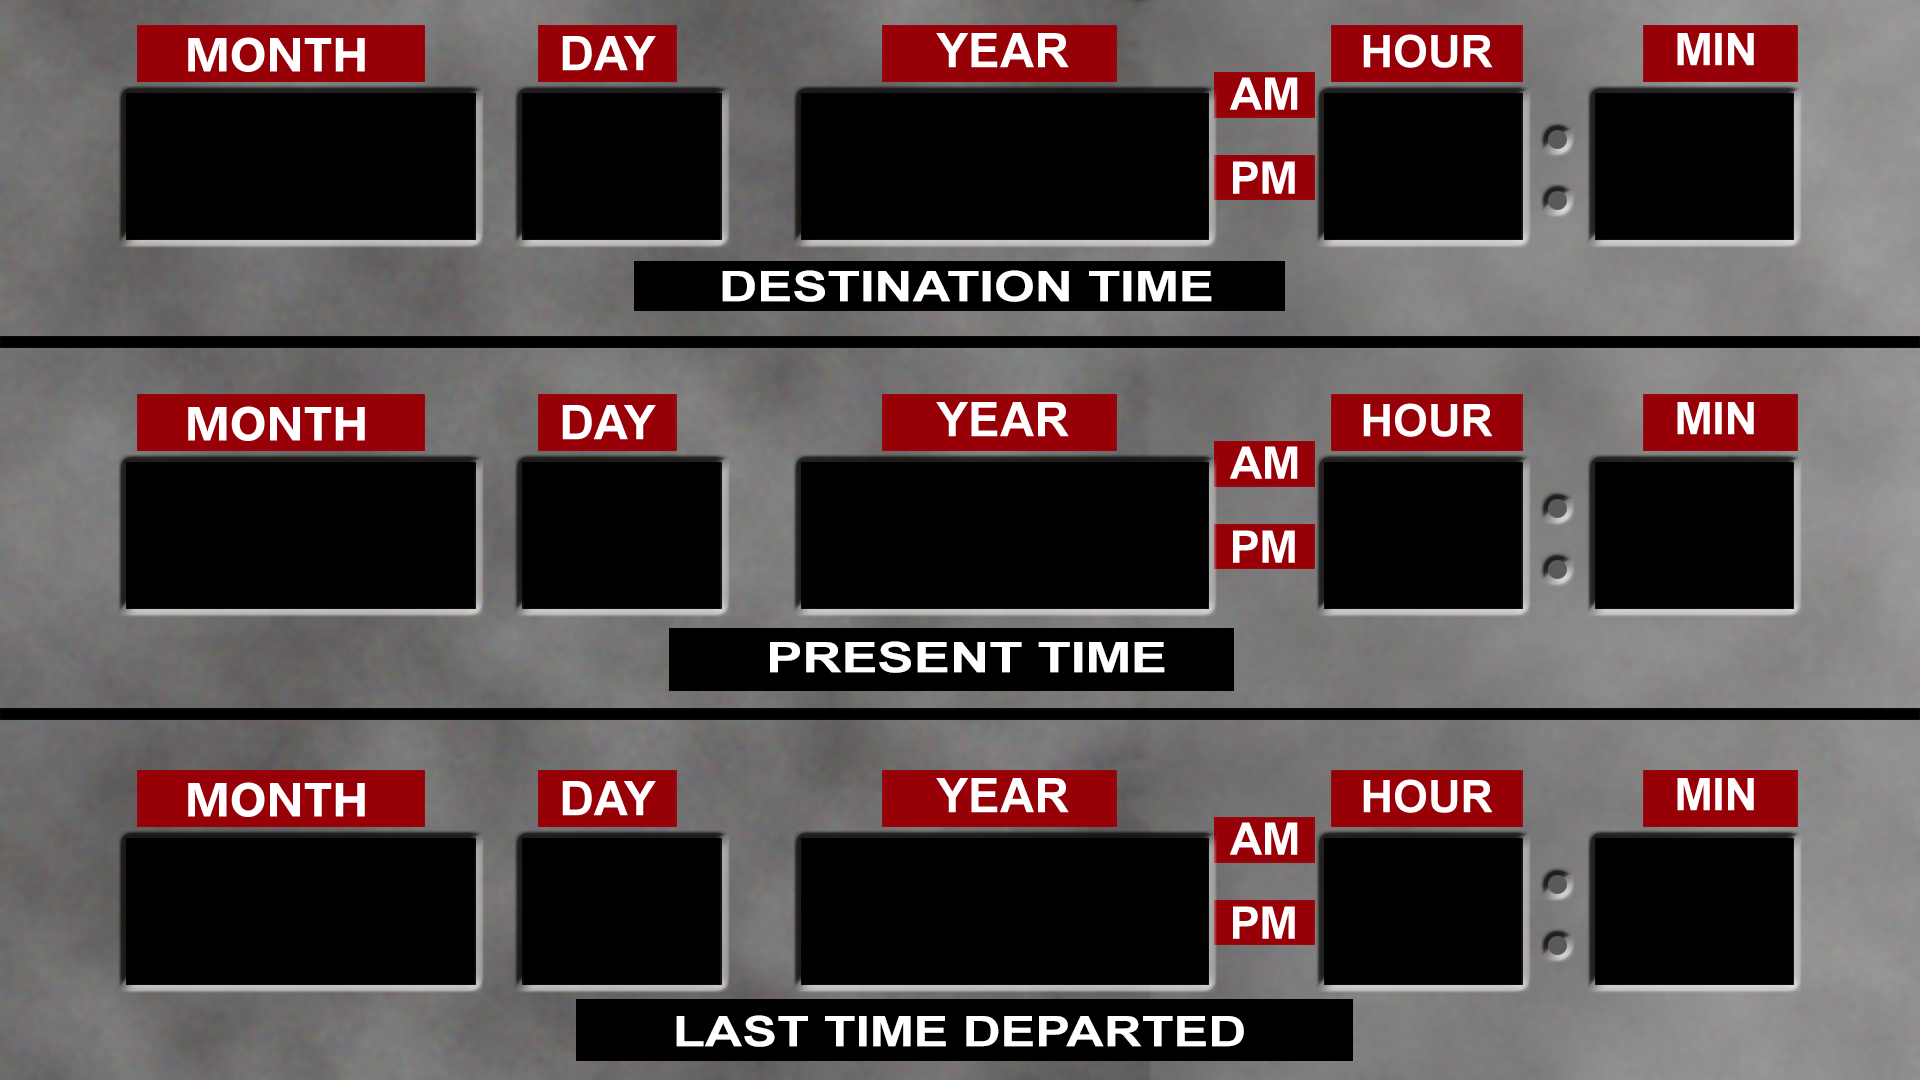 MONTH DAY YEAR HOUR MIN
AM
PM
DESTINATION TIME
MONTH DAY YEAR HOUR MIN
AM
PM
PRESENT TIME
MONTH DAY YEAR HOUR MIN
AM
PM
LAST TIME DEPARTED